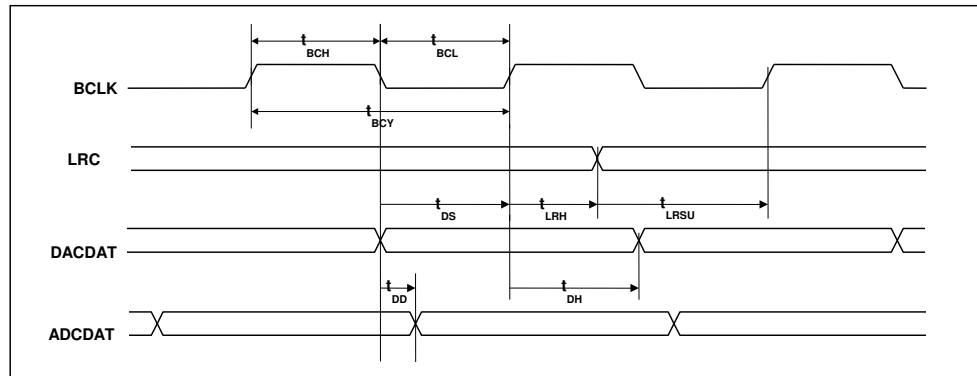 t BCH t BCL
BCLK
t BCY
LRC
t DS t LRH t LRSU
DACDAT
t DD t DH
ADCDAT